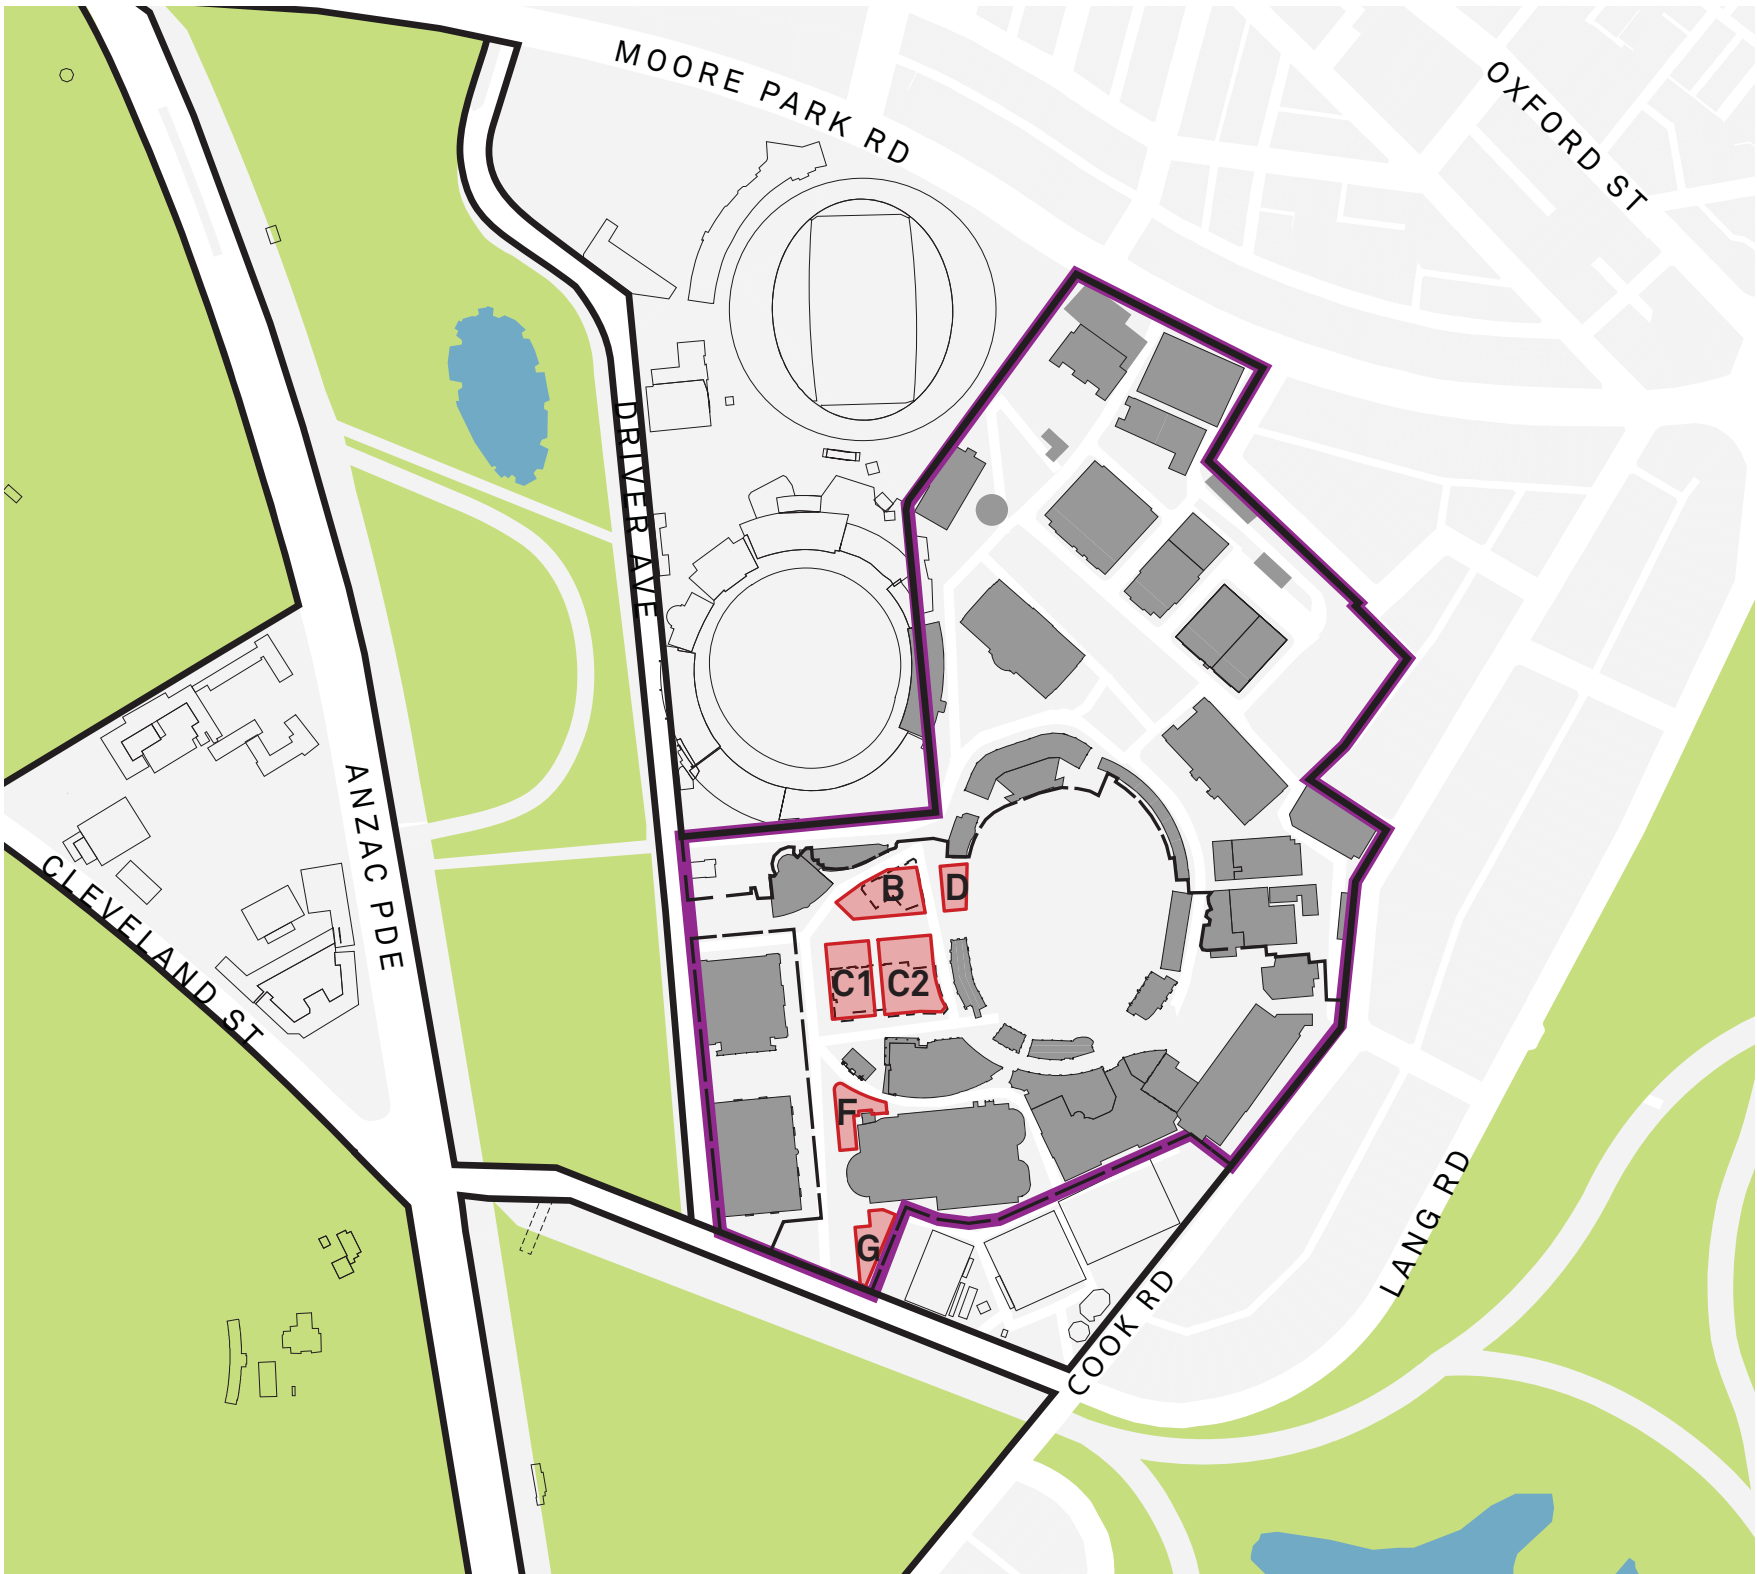 MOORE PARK RD
OXFORD ST
DRIVER AVE
ANZAC PDE
CLEVELAND ST
B
D
C1
C2
F
G
LANG RD
COOK RD